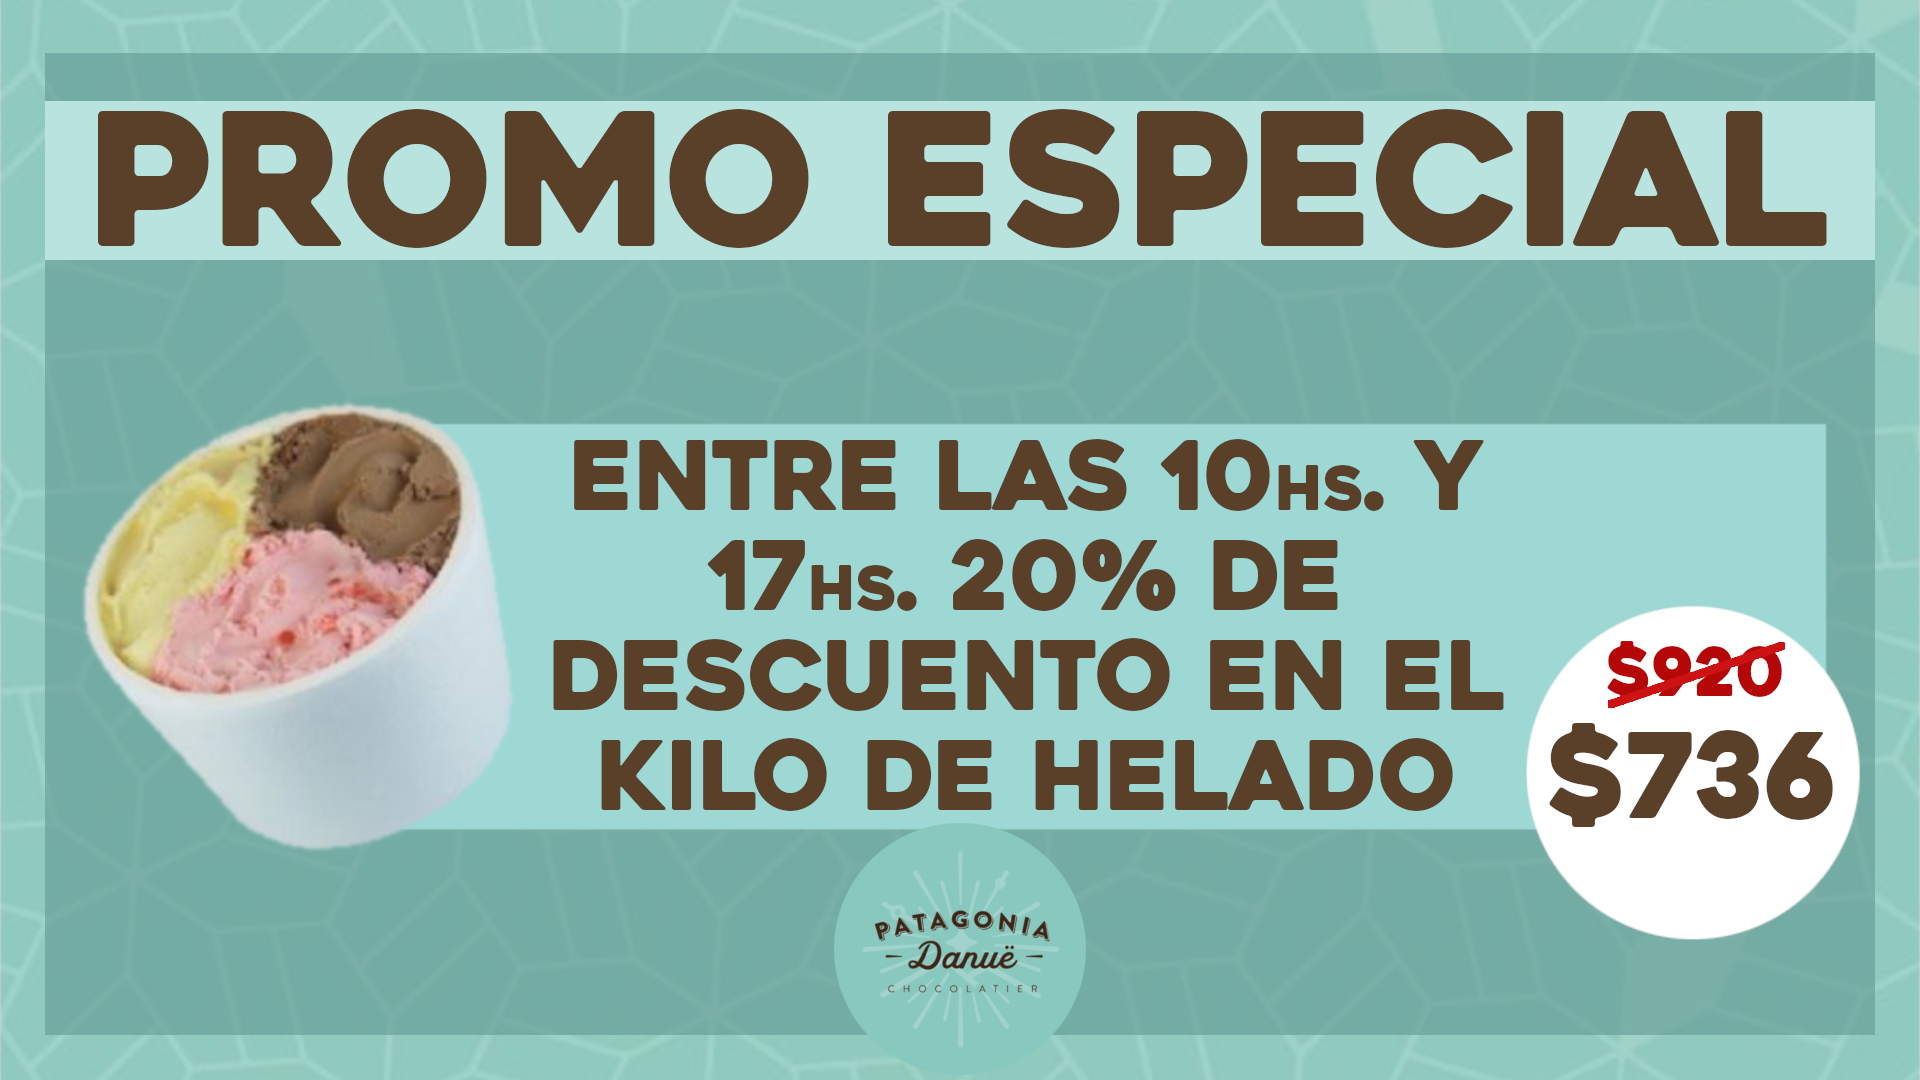 PROMO ESPECIAL
ENTRE LAS 10HS. Y
17HS. 20% DE
DESCUENTO EN EL
KILO DE HELADO
$920
$736
PATAGONIA
Danuë
CHOCOLATIER